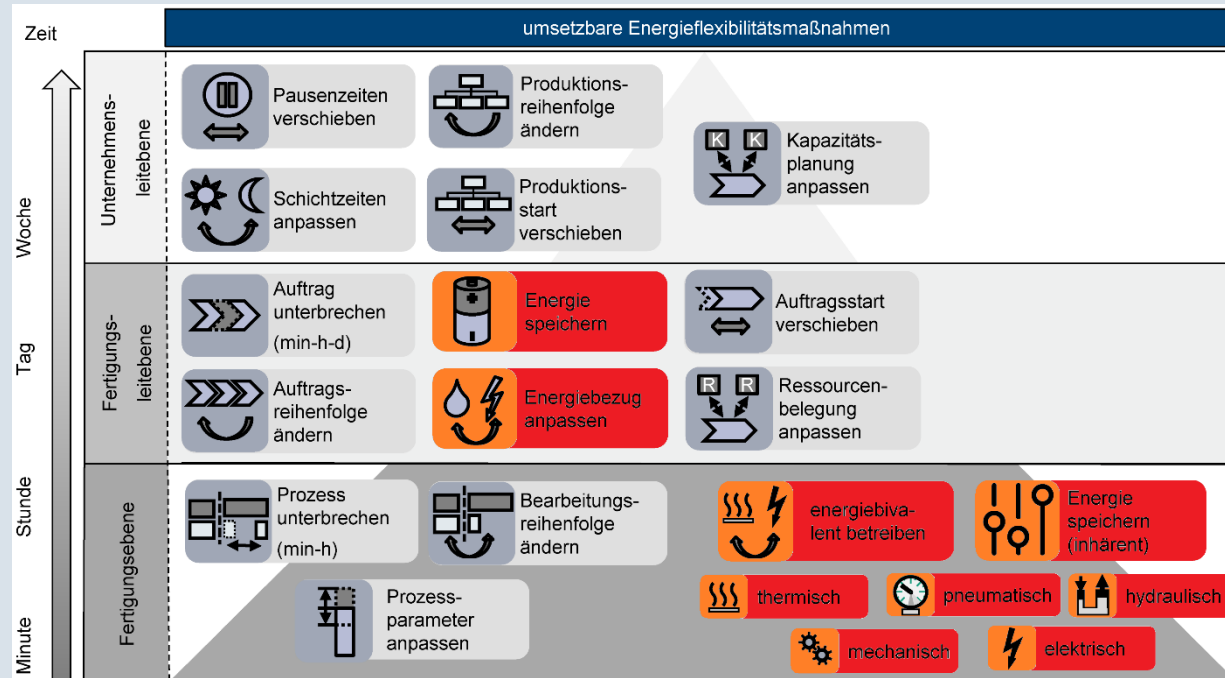 Zeit
umsetzbare Energieflexibilitätsmaßnahmen
Woche
Tag
Stunde
Minute
Unternehmens-
leitebene
Pausenzeiten
verschieben
Produktions-
reihenfolge
ändern
K K
Kapazitäts-
planung
anpassen
Schichtzeiten
anpassen
Produktions-
start
verschieben
Fertigungs-
leitebene
Auftrag
unterbrechen
(min-h-d)
Energie
speichern
Auftragsstart
verschieben
Auftrags-
reihenfolge
ändern
Energiebezug
anpassen
R R
Ressourcen-
belegung
anpassen
Fertigungsebene
Prozess
unterbrechen
(min-h)
Bearbeitungs-
reihenfolge
ändern
energiebiva-
lent betreiben
Energie
speichern
(inhärent)
Prozess-
parameter
anpassen
thermisch
pneumatisch
hydraulisch
mechanisch
elektrisch